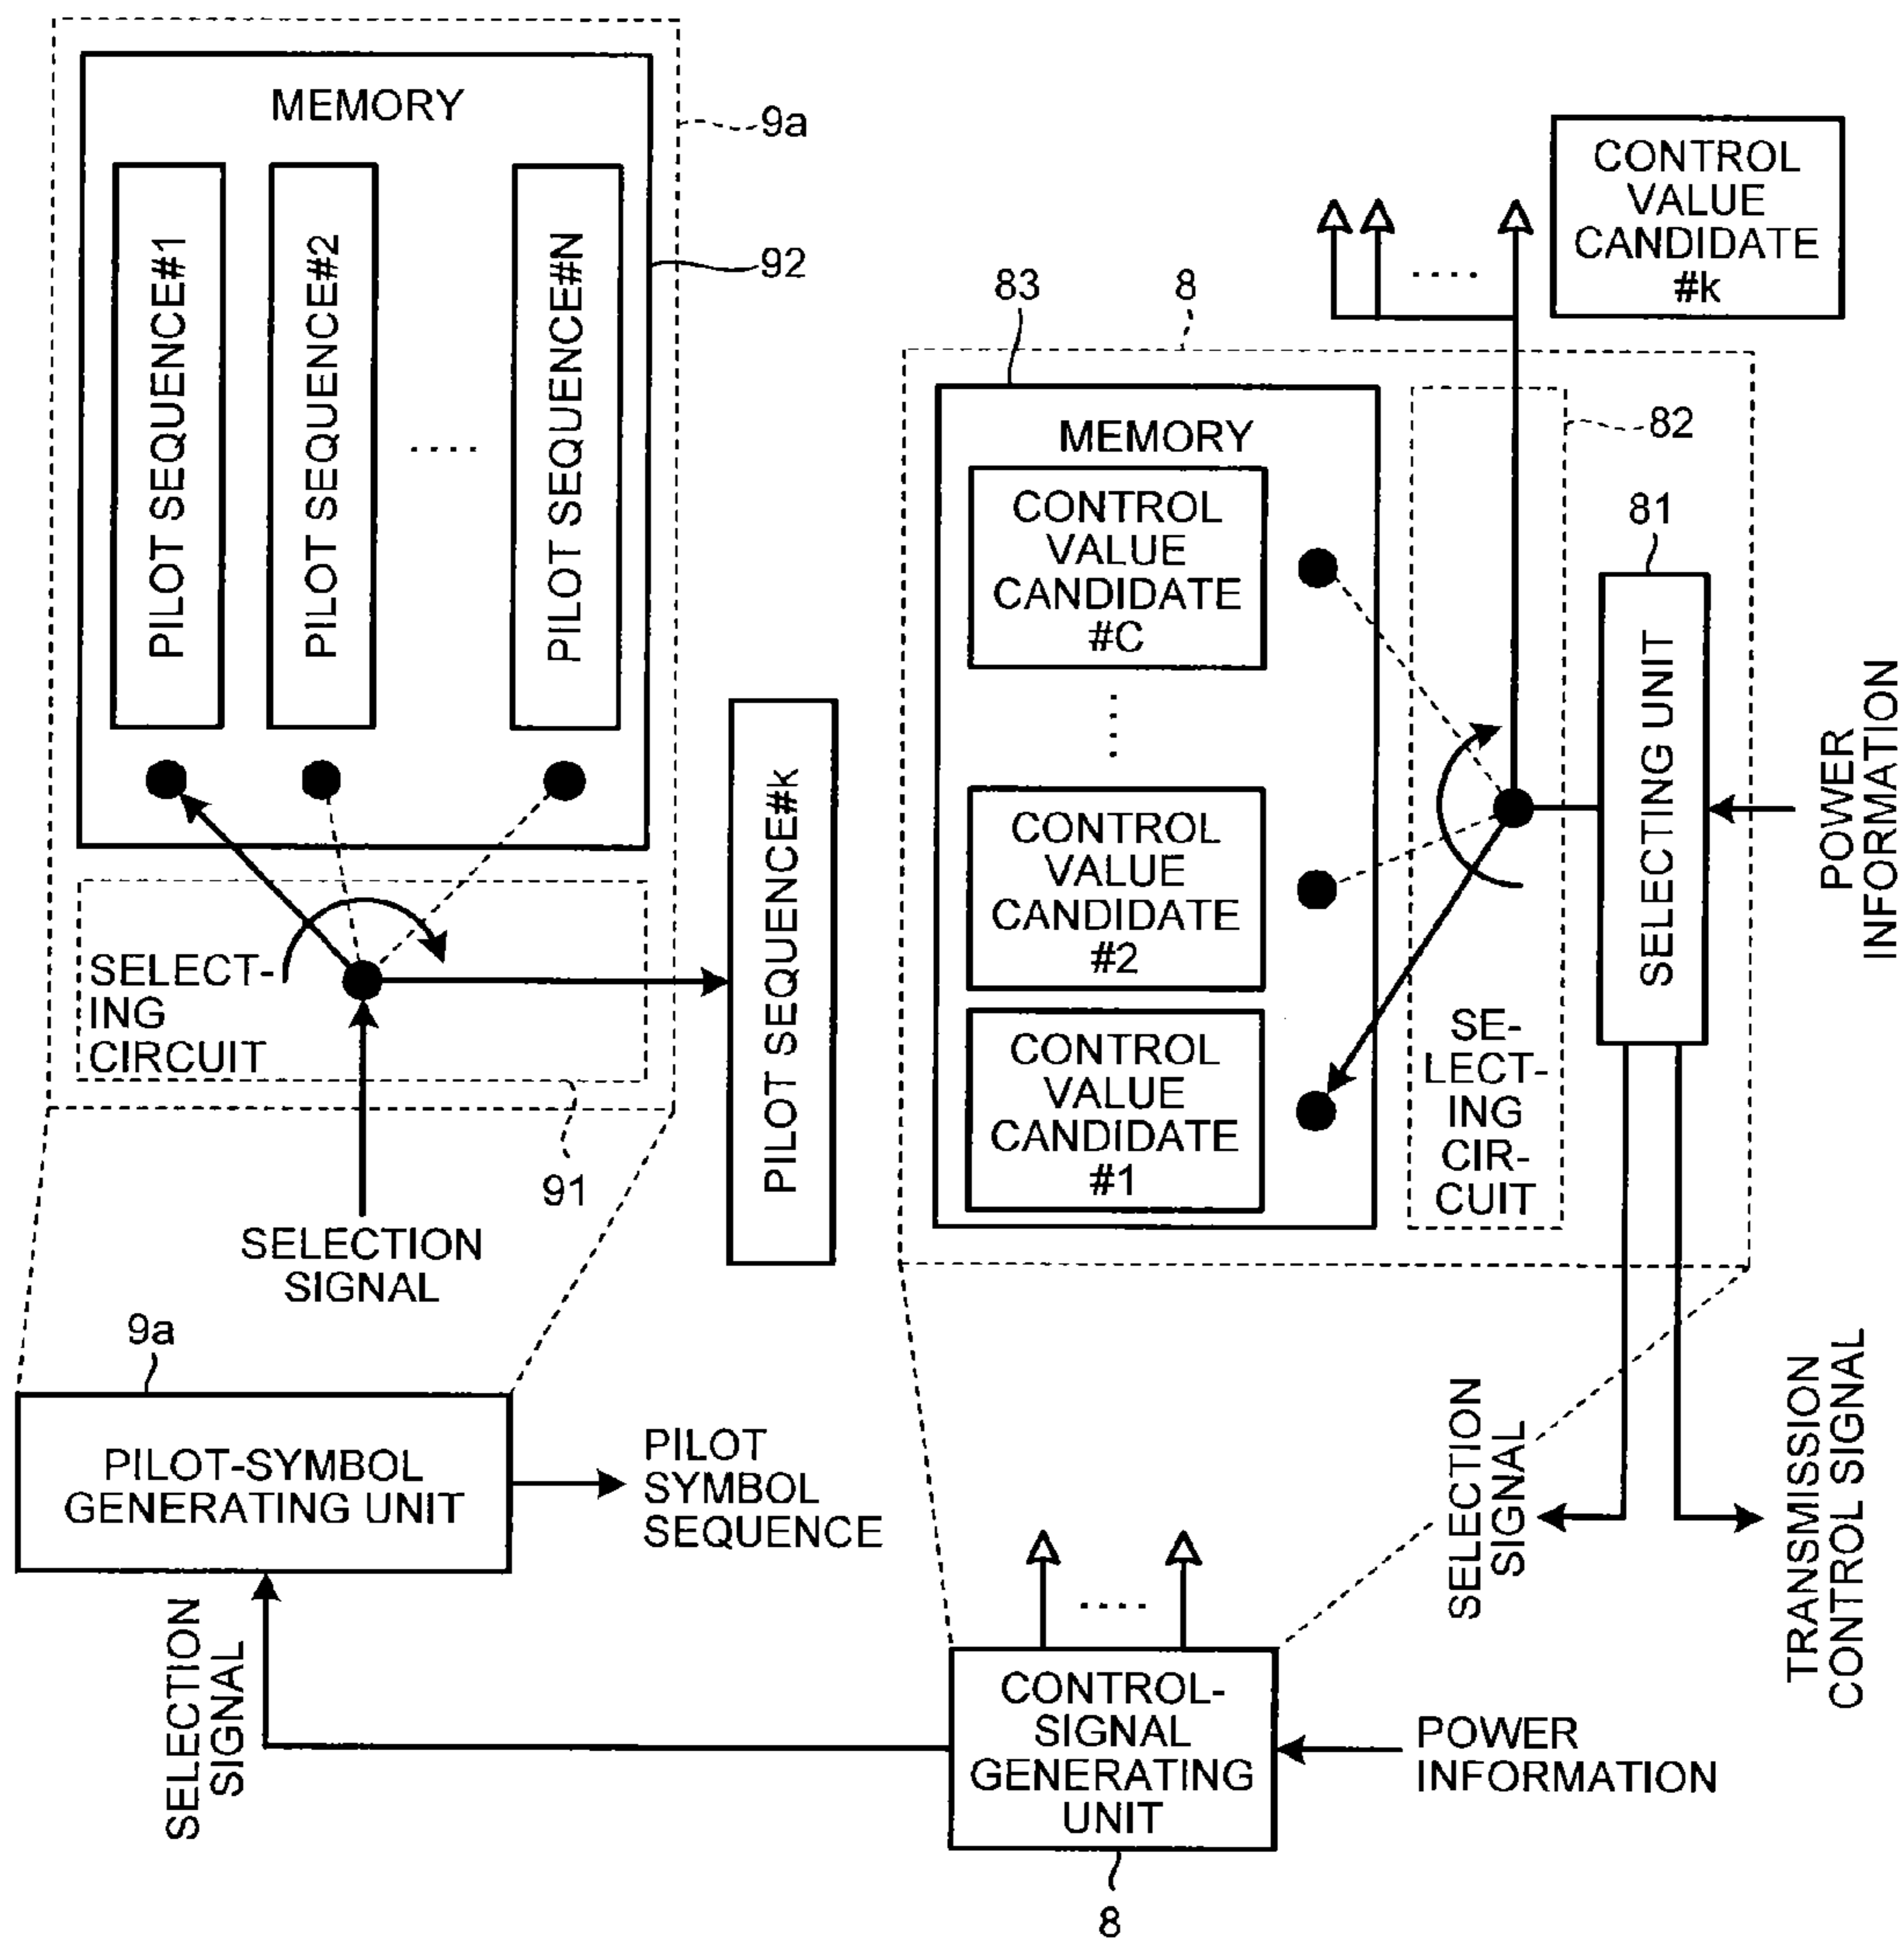 MEMORY
PILOT SEQUENCE#1
PILOT SEQUENCE#2
....
PILOT SEQUENCE#N
9a
92
SELECT-
ING
CIRCUIT
91
SELECTION
SIGNAL
PILOT SEQUENCE#k
9a
PILOT-SYMBOL
GENERATING UNIT
PILOT
SYMBOL
SEQUENCE
SELECTION
SIGNAL
CONTROL
VALUE
CANDIDATE
#k
....
83
8
MEMORY
CONTROL
VALUE
CANDIDATE
#C
....
CONTROL
VALUE
CANDIDATE
#2
CONTROL
VALUE
CANDIDATE
#1
82
SE-
LECT-
ING
CIR-
CUIT
81
SELECTING UNIT
POWER
INFORMATION
SELECTION
SIGNAL
TRANSMISSION
CONTROL SIGNAL
....
CONTROL-
SIGNAL
GENERATING
UNIT
POWER
INFORMATION
8